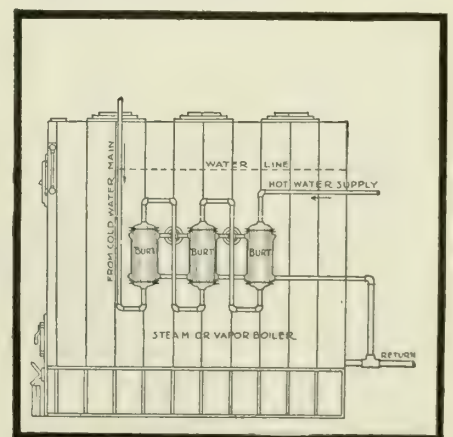 WATER LINE
HOT WATER SUPPLY
FROM COLD WATER MAIN
BURT
BURT
BURT
STEAM OR VAPOR BOILER
RETURN